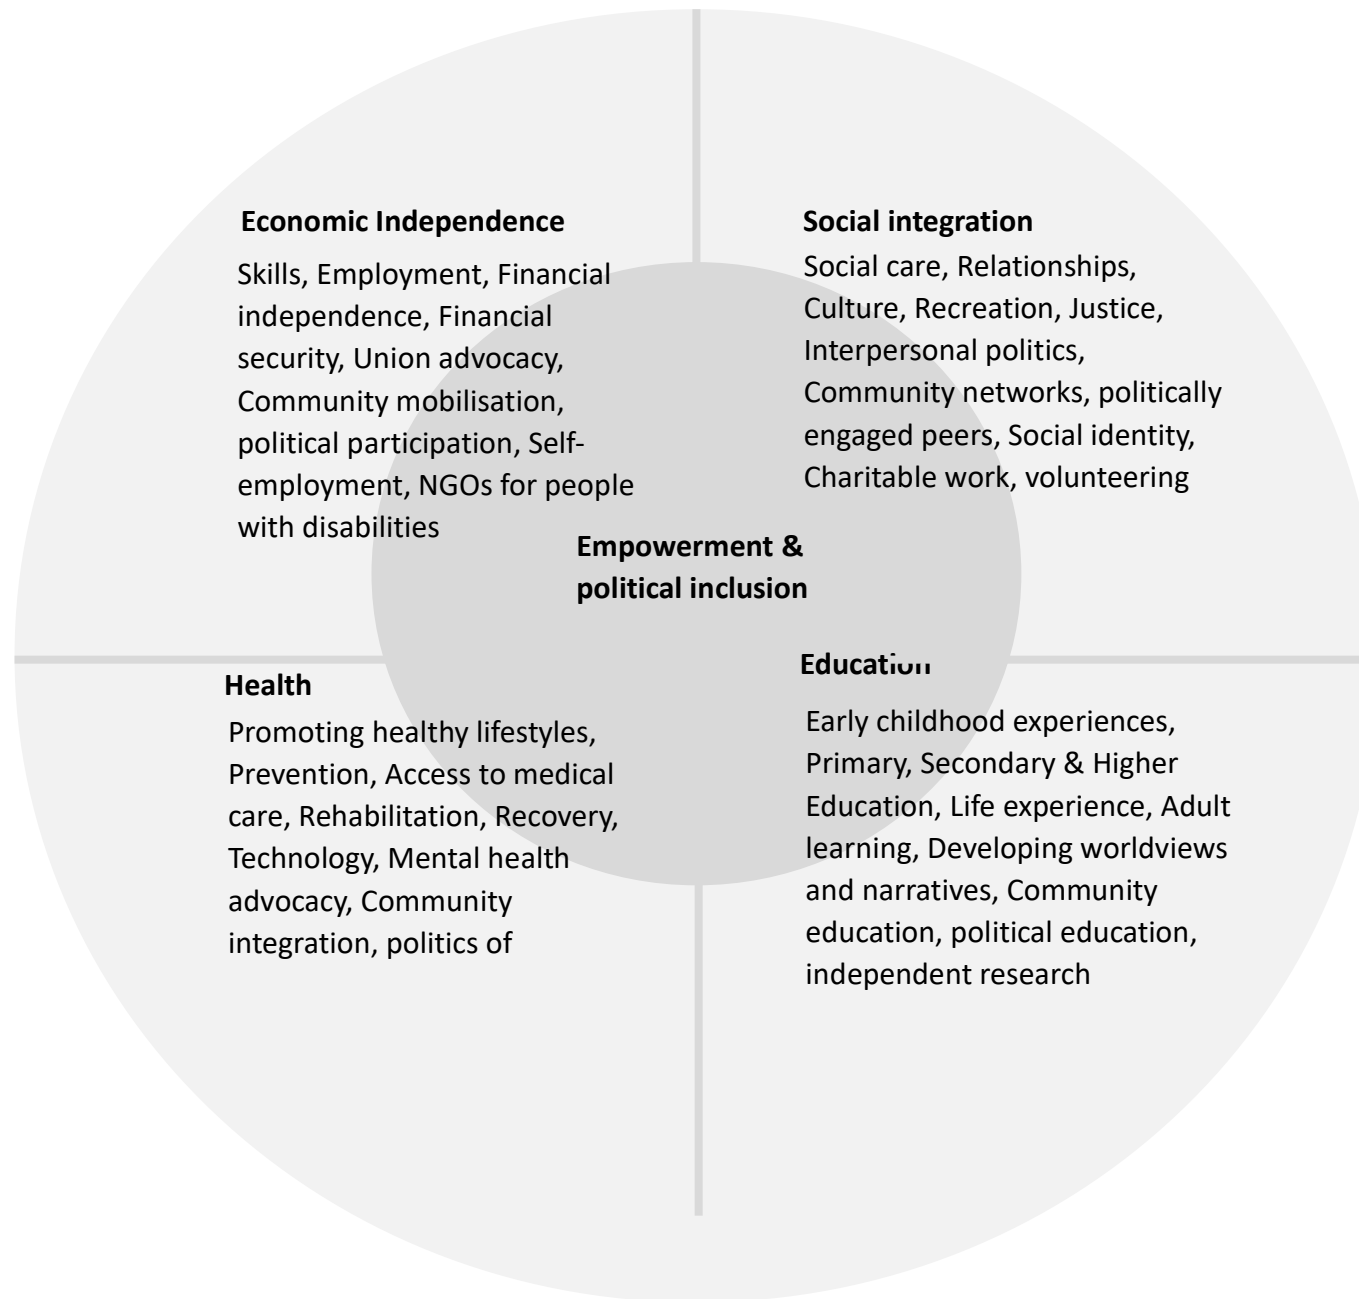 Economic Independence
Skills, Employment, Financial
independence, Financial
security, Union advocacy,
Community mobilisation,
political participation, Self-
employment, NGOs for people
with disabilities
Social integration
Social care, Relationships,
Culture, Recreation, Justice,
Interpersonal politics,
Community networks, politically
engaged peers, Social identity,
Charitable work, volunteering
Empowerment &
political inclusion
Health
Promoting healthy lifestyles,
Prevention, Access to medical
care, Rehabilitation, Recovery,
Technology, Mental health
advocacy, Community
integration, politics of
Education
Early childhood experiences,
Primary, Secondary & Higher
Education, Life experience, Adult
learning, Developing worldviews
and narratives, Community
education, political education,
independent research